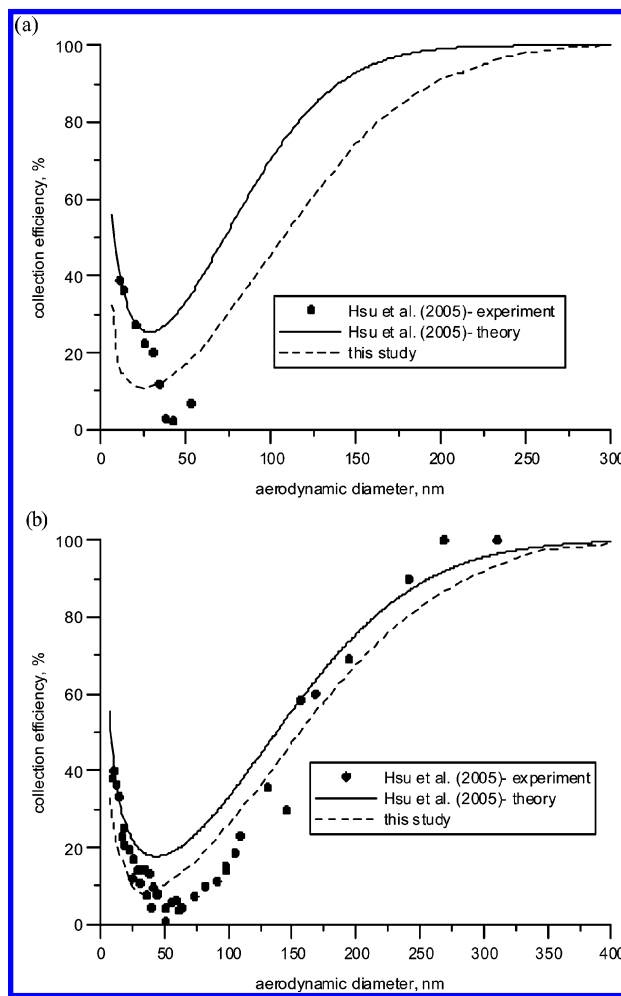 (a)
100
80
60
40
20
0
collection efficiency, %
Hsu et al. (2005)- experiment
Hsu et al. (2005)- theory
this study
0 50 100 150 200 250 300
aerodynamic diameter, nm
(b)
100
80
60
40
20
0
collection efficiency, %
Hsu et al. (2005)- experiment
Hsu et al. (2005)- theory
this study
0 50 100 150 200 250 300 350 400
aerodynamic diameter, nm